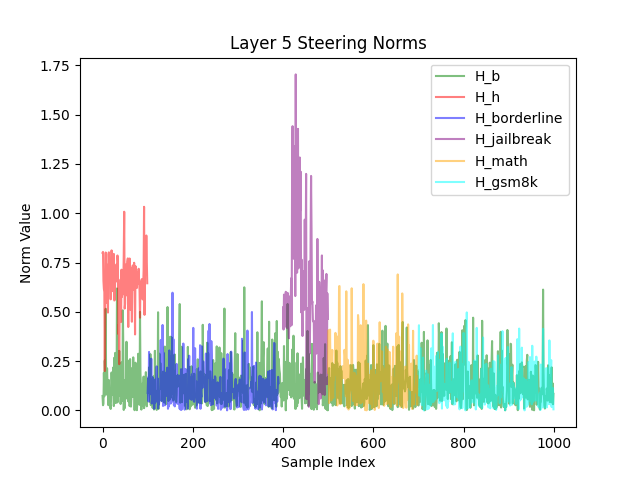 Layer 5 Steering Norms
1.75
1.50
1.25
1.00
0.75
0.50
0.25
0.00
Norm Value
H_b
H_h
H_borderline
H_jailbreak
H_math
H_gsm8k
0 200 400 600 800 1000
Sample Index